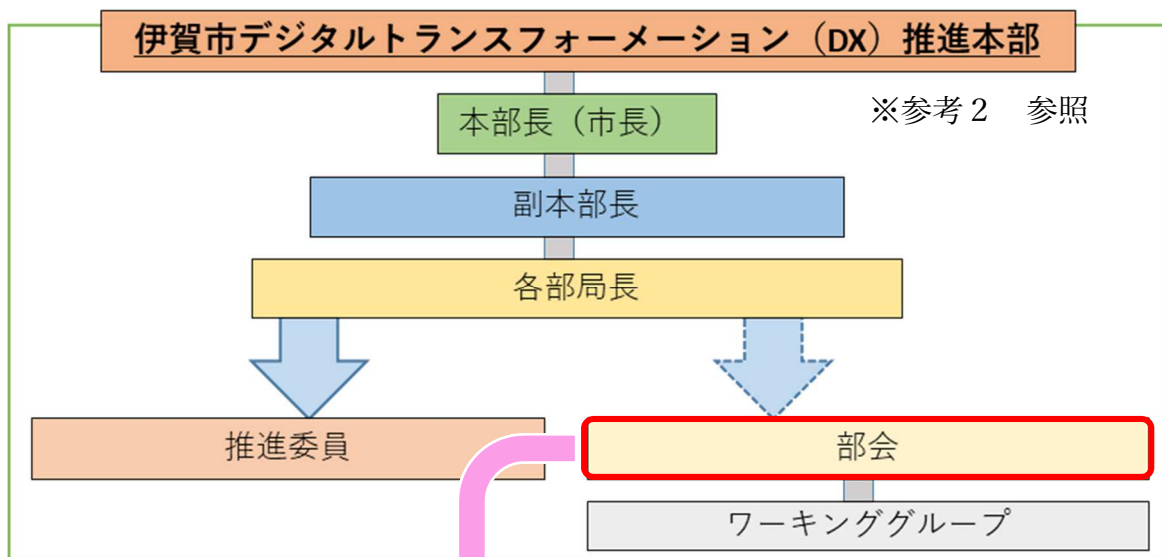 伊賀市デジタルトランスフォーメーション（DX）推進本部
本部長（市長）
※参考２　参照
副本部長
各部局長
推進委員
部会
ワーキンググループ